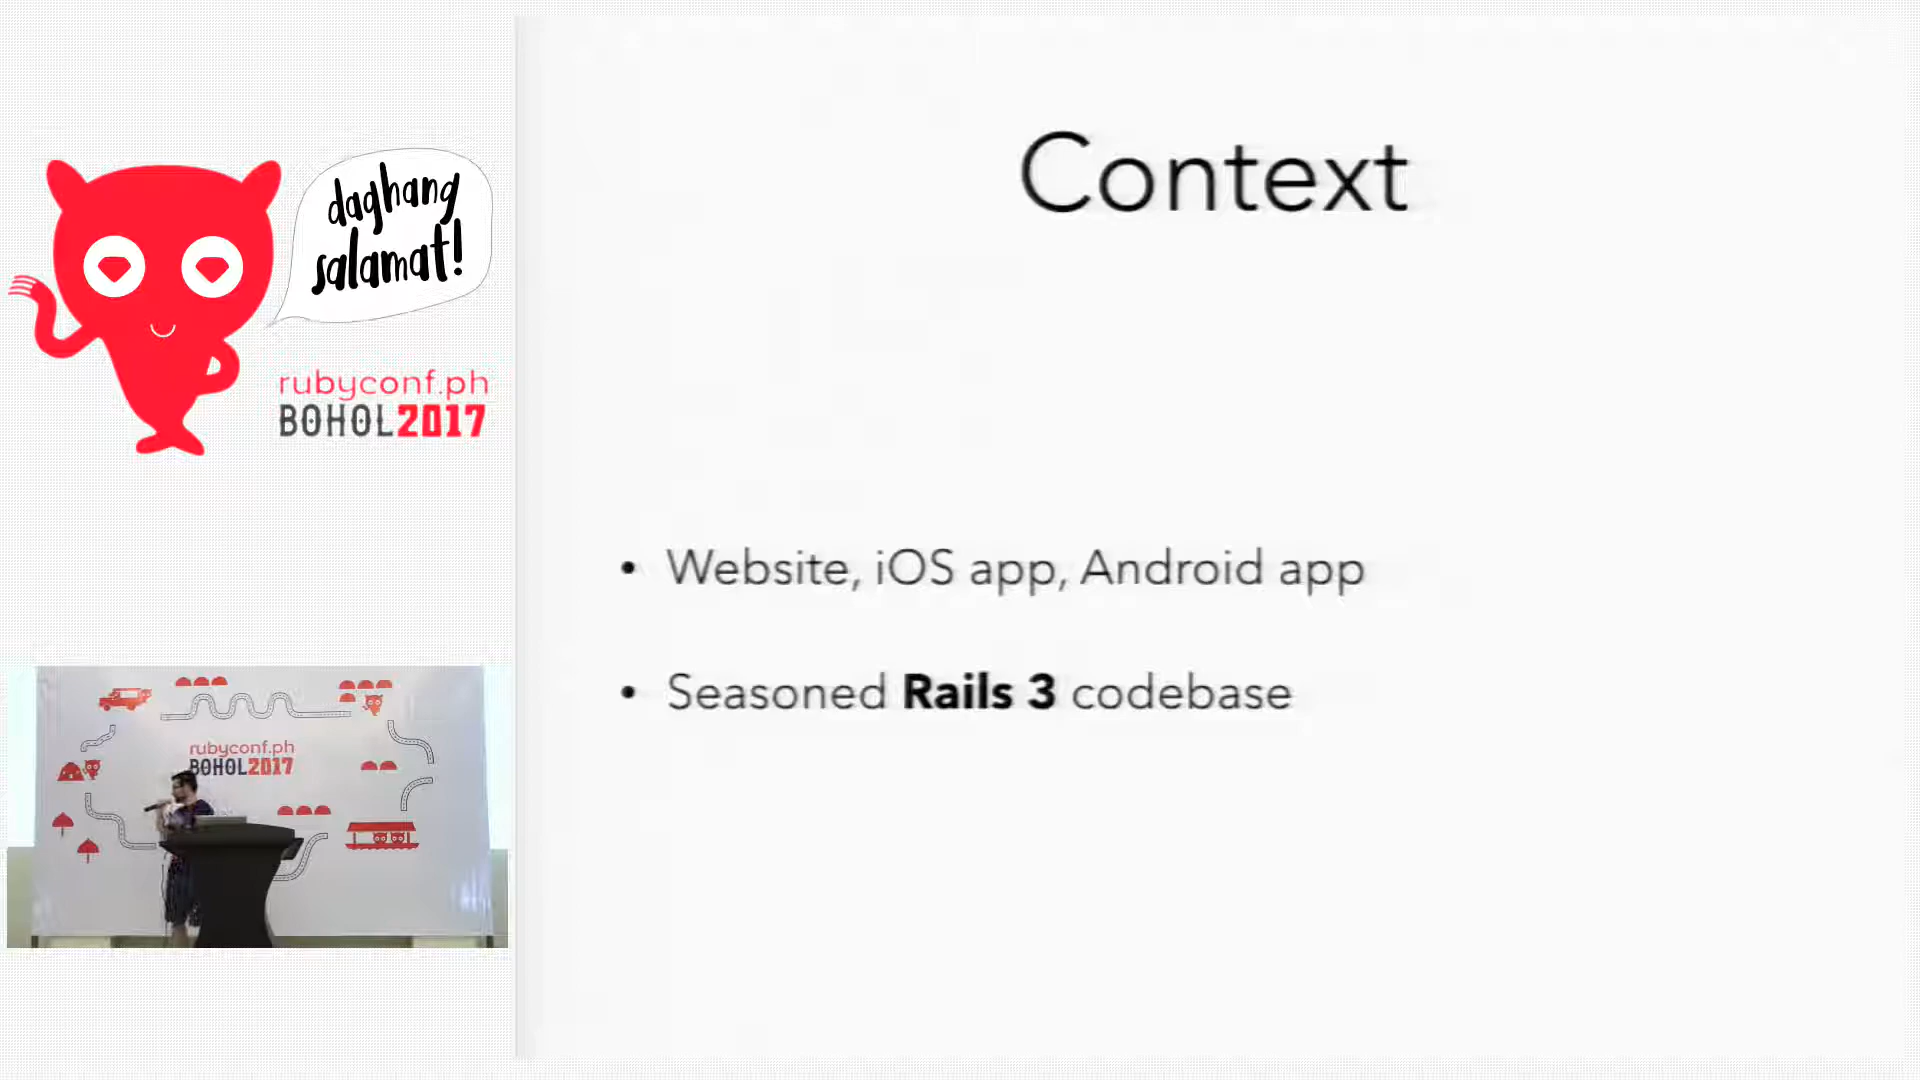 daghang
salamat!
rubyconf.ph
BOHOL2017
Context
• Website, iOS app, Android app
• Seasoned Rails 3 codebase
rubyconf.ph
BOHOL2017